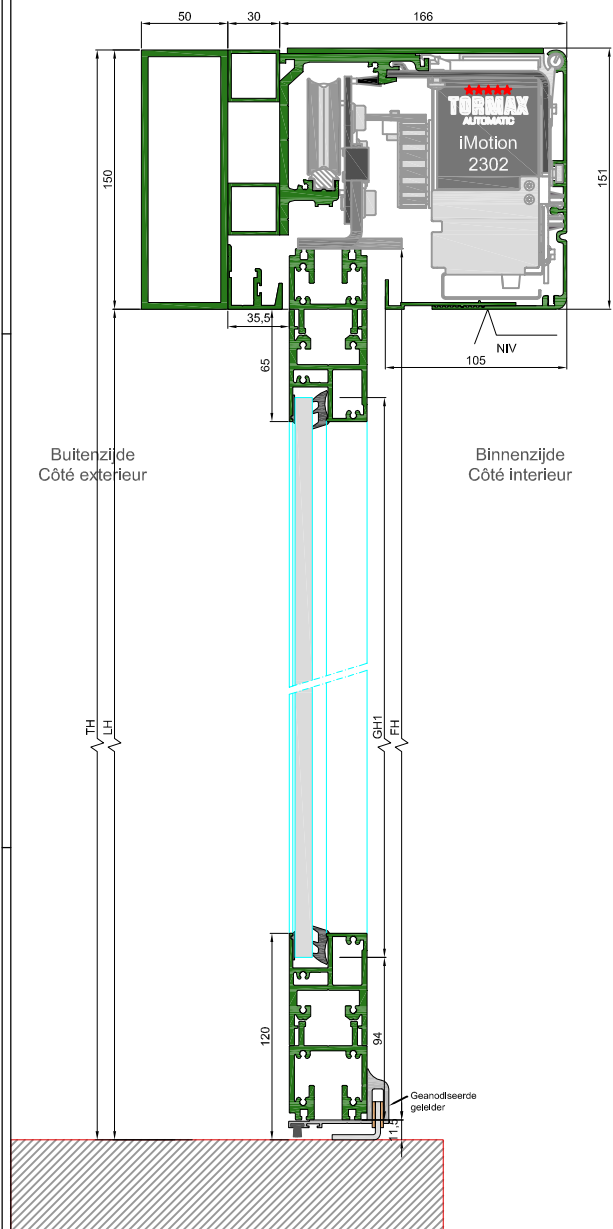 50
30
166
TORMAX
AUTOMATIC
iMotion
2302
150
151
35,5
65
NIV
105
Buitenzijde
Côté exterieur
Binnenzijde
Côté interieur
TH
LH
GH1
FH
120
94
Geanodiseerde
geleider